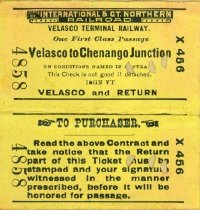 INTERNATIONAL & GT. NORTHERN
RAILROAD
VELASCO TERMINAL RAILWAY.
One First Class Passage
Velasco to Chenango Junction
ON CONDITIONS NAMED IN
This Check is not good if detached.
VELASCO and RETURN
4858
X 456
TO PURCHASER.
Read the above Contract and
take notice that the Return
part of this Ticket must be
stamped and your signature
witnessed in the manner
prescribed, before it will be
honored for passage.
4858
X 456